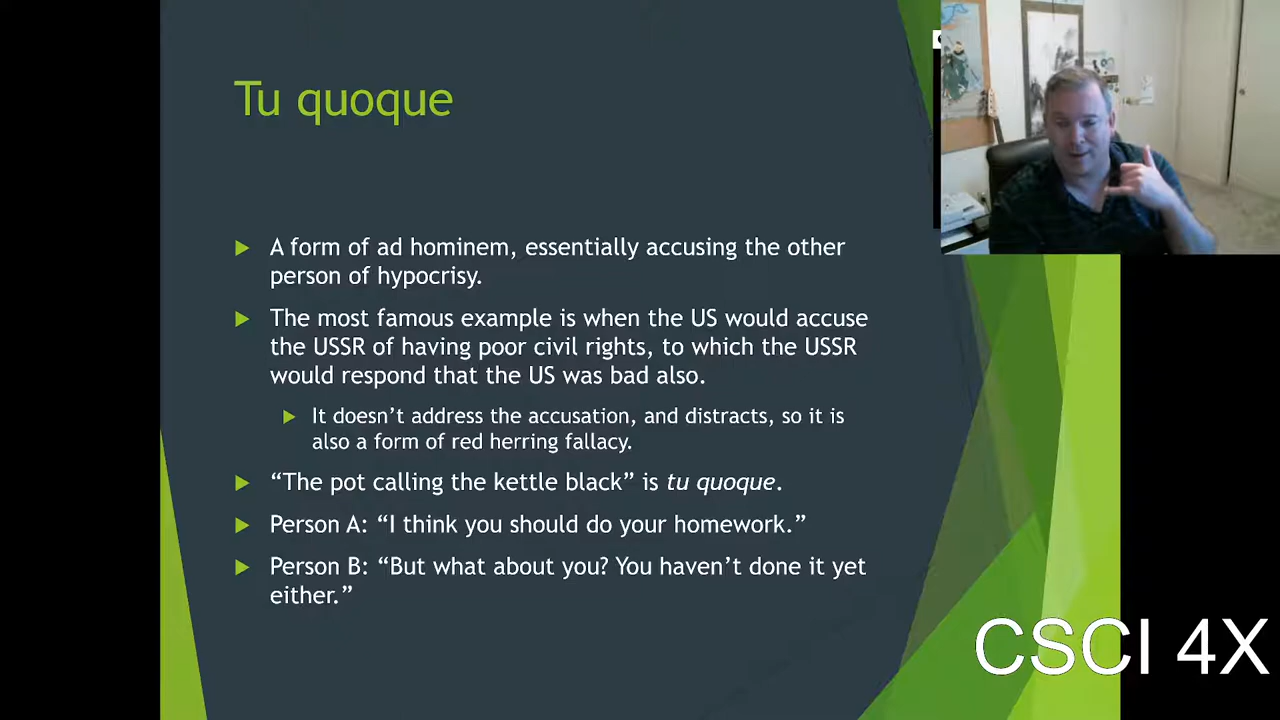 Tu quoque
A form of ad hominem, essentially accusing the other
person of hypocrisy.
The most famous example is when the US would accuse
the USSR of having poor civil rights, to which the USSR
would respond that the US was bad also.
It doesn’t address the accusation, and distracts, so it is
also a form of red herring fallacy.
“The pot calling the kettle black” is tu quoque.
Person A: “I think you should do your homework.”
Person B: “But what about you? You haven’t done it yet
either.”
CSCI 4X